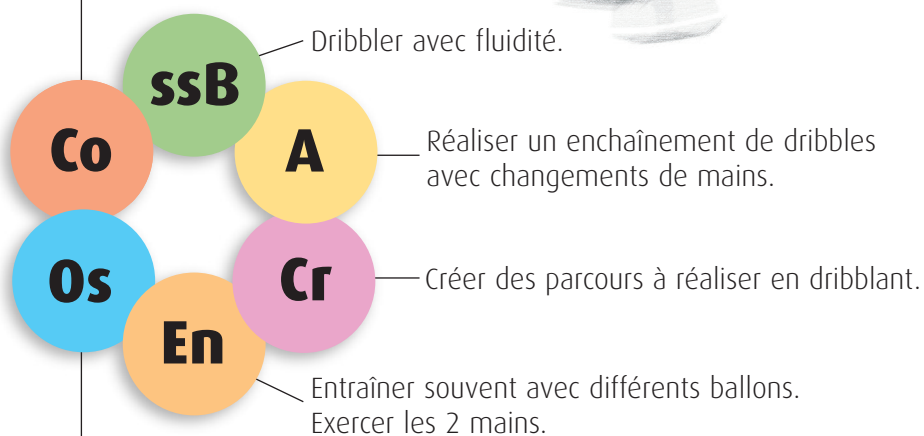 ssB
Dribbler avec fluidité.
Co
A
Réaliser un enchaînement de dribbles
avec changements de mains.
Os
Cr
Créer des parcours à réaliser en dribblant.
En
Entraîner souvent avec différents ballons.
Exercer les 2 mains.